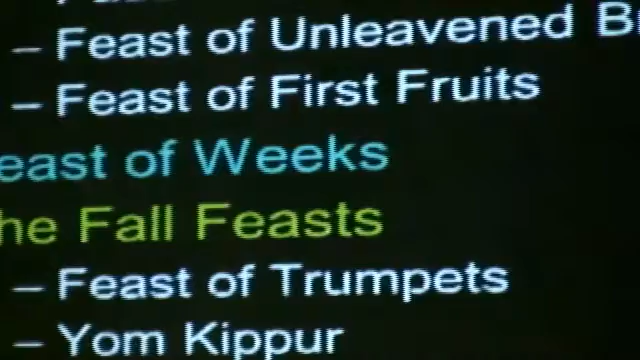 – Feast of Unleavened
– Feast of First Fruits
east of Weeks
he Fall Feasts
– Feast of Trumpets
– Yom Kippur